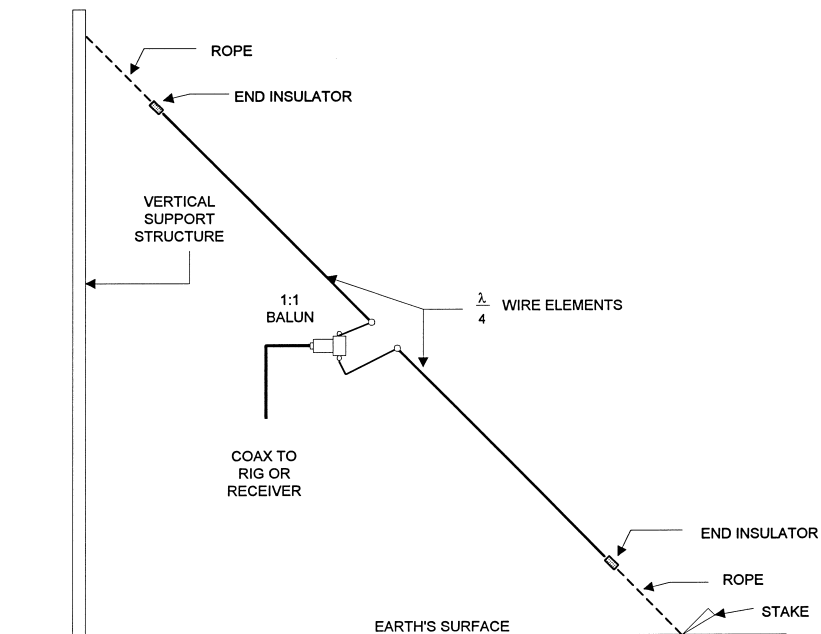 ROPE
END INSULATOR
VERTICAL
SUPPORT
STRUCTURE
1:1
BALUN
λ
4
WIRE ELEMENTS
COAX TO
RIG OR
RECEIVER
END INSULATOR
ROPE
STAKE
EARTH'S SURFACE